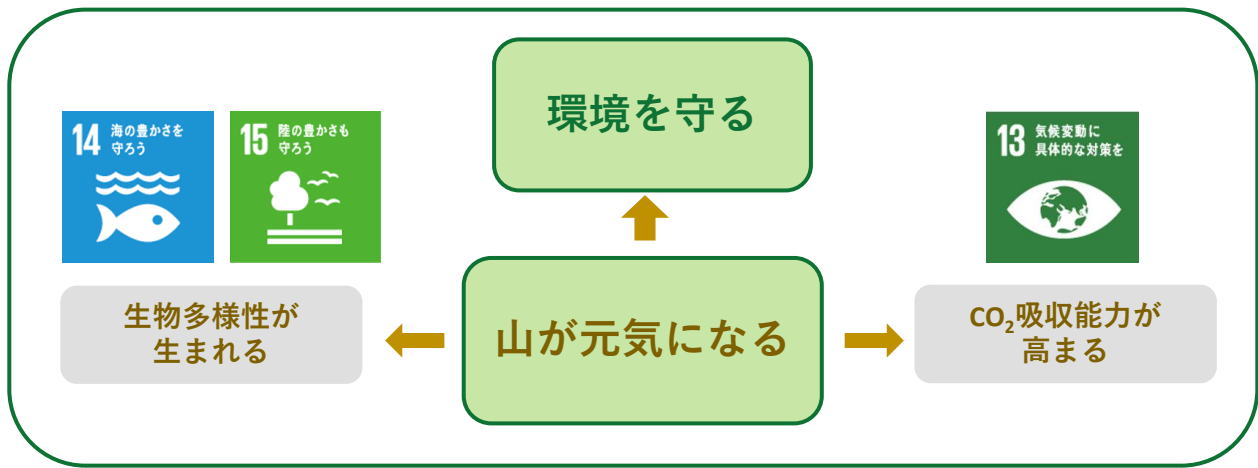 環境を守る
14 海の豊かさを
守ろう
15 陸の豊かさも
守ろう
13 気候変動に
具体的な対策を
生物多様性が
生まれる
山が元気になる
CO₂吸収能力が
高まる